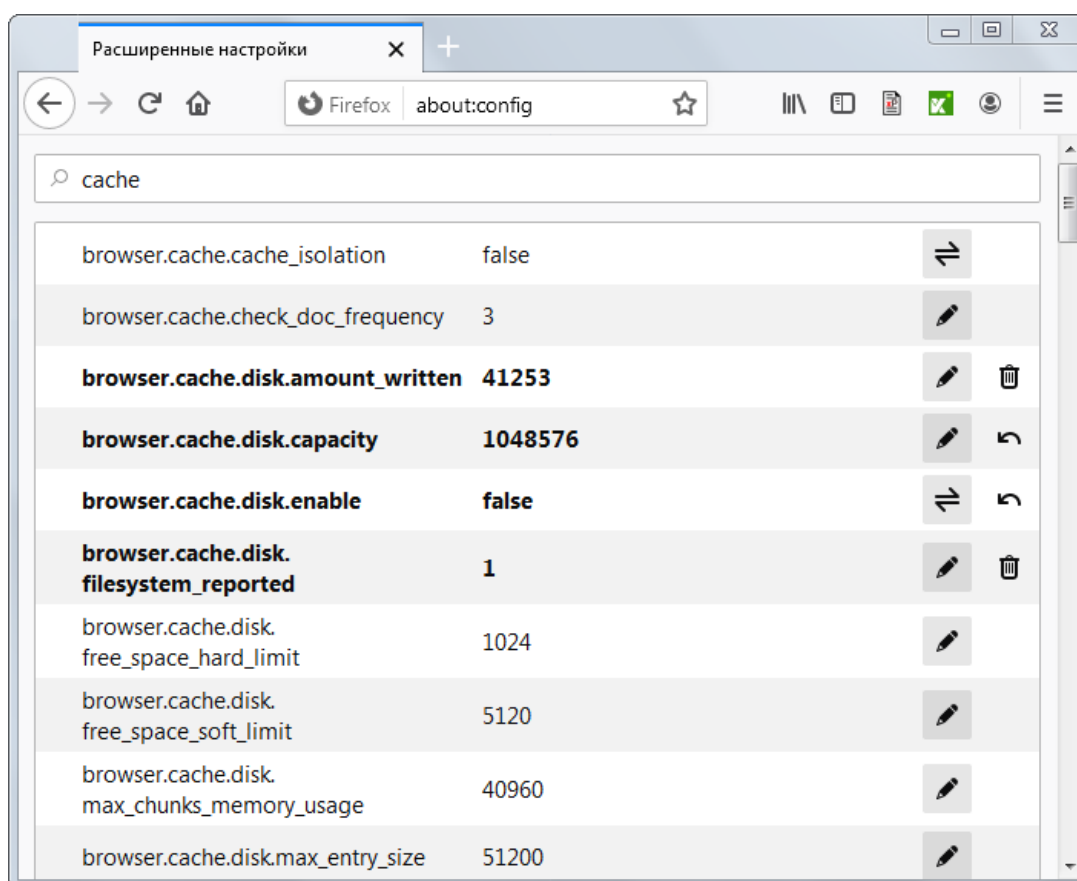 Расширенные настройки
Firefox about:config
cache
browser.cache.cache_isolation false
browser.cache.check_doc_frequency 3
browser.cache.disk.amount_written 41253
browser.cache.disk.capacity 1048576
browser.cache.disk.enable false
browser.cache.disk.
filesystem_reported 1
browser.cache.disk.
free_space_hard_limit 1024
browser.cache.disk.
free_space_soft_limit 5120
browser.cache.disk.
max_chunks_memory_usage 40960
browser.cache.disk.max_entry_size 51200